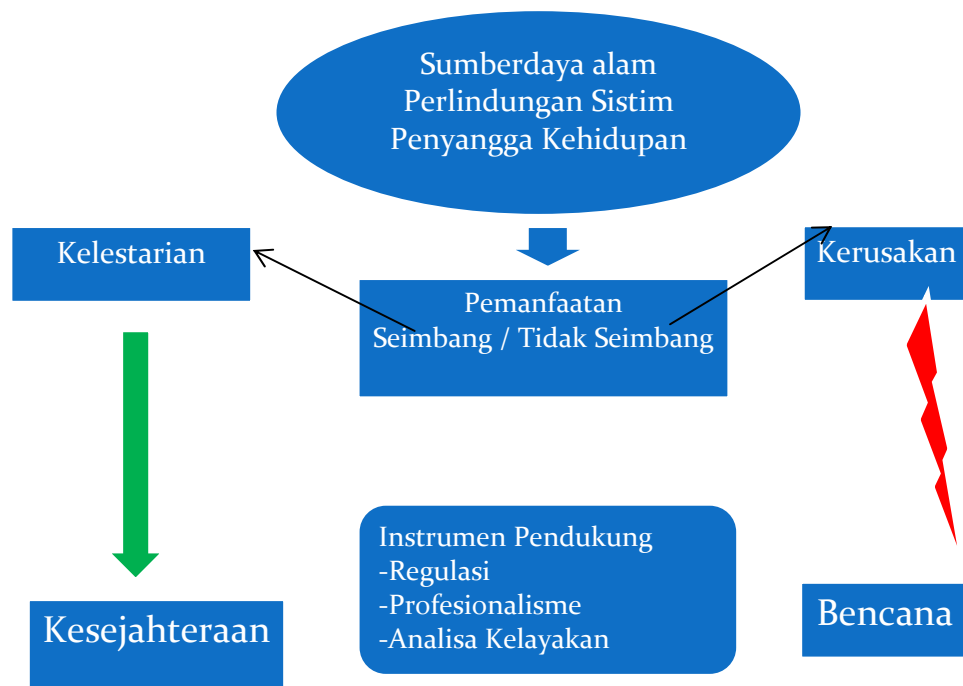 Sumberdaya alam
Perlindungan Sistim
Penyangga Kehidupan
Kelestarian
Kerusakan
Pemanfaatan
Seimbang / Tidak Seimbang
Instrumen Pendukung
-Regulasi
-Profesionalisme
-Analisa Kelayakan
Kesejahteraan
Bencana